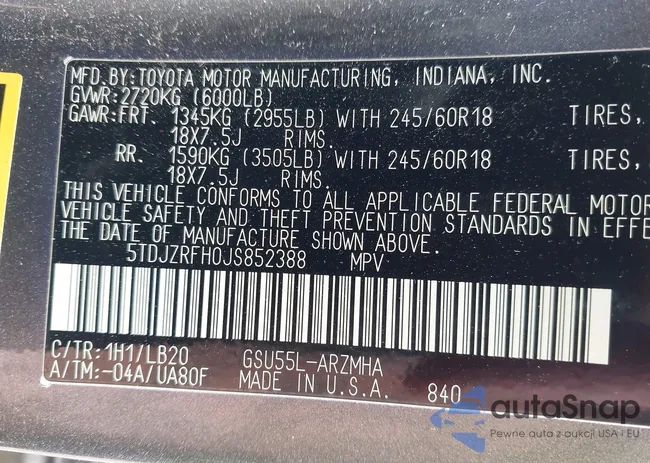 MFD.BY:TOYOTA MOTOR MANUFACTURING, INDIANA, INC.
GVWR:2720KG (6000LB)
GAWR:FRT. 1345KG (2955LB) WITH 245/60R18 TIRES,
18X7.5J RIMS.
RR. 1590KG (3505LB) WITH 245/60R18 TIRES,
18X7.5J RIMS.
THIS VEHICLE CONFORMS TO ALL APPLICABLE FEDERAL MOTOR
VEHICLE SAFETY AND THEFT PREVENTION STANDARDS IN EFFE
THE DATE OF MANUFACTURE SHOWN ABOVE.
5TDJZRFH0JS852388 MPV
C/TR:1H1/LB20 GSU55L-ARZMHA
A/TM:-04A/UA80F MADE IN U.S.A. 840
autaSnap
Pewne auta z aukcji USA i EU